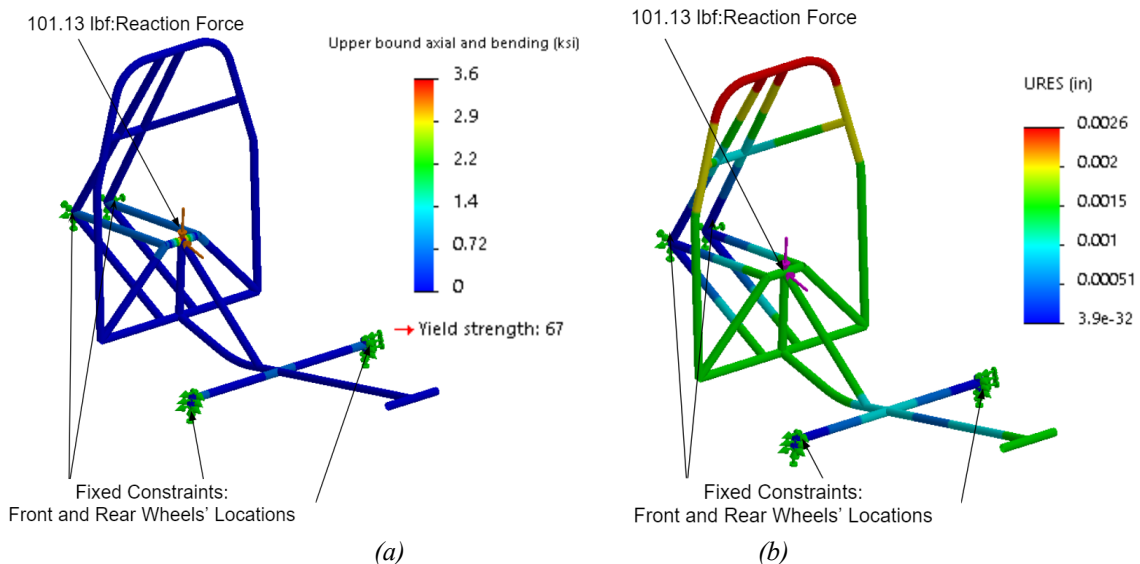 101.13 lbf:Reaction Force
Upper bound axial and bending (ksi)
3.6
2.9
2.2
1.4
0.72
0
Yield strength: 67
Fixed Constraints:
Front and Rear Wheels' Locations
(a)
101.13 lbf:Reaction Force
URES (in)
0.0026
0.002
0.0015
0.001
0.00051
3.9e-32
Fixed Constraints:
Front and Rear Wheels' Locations
(b)